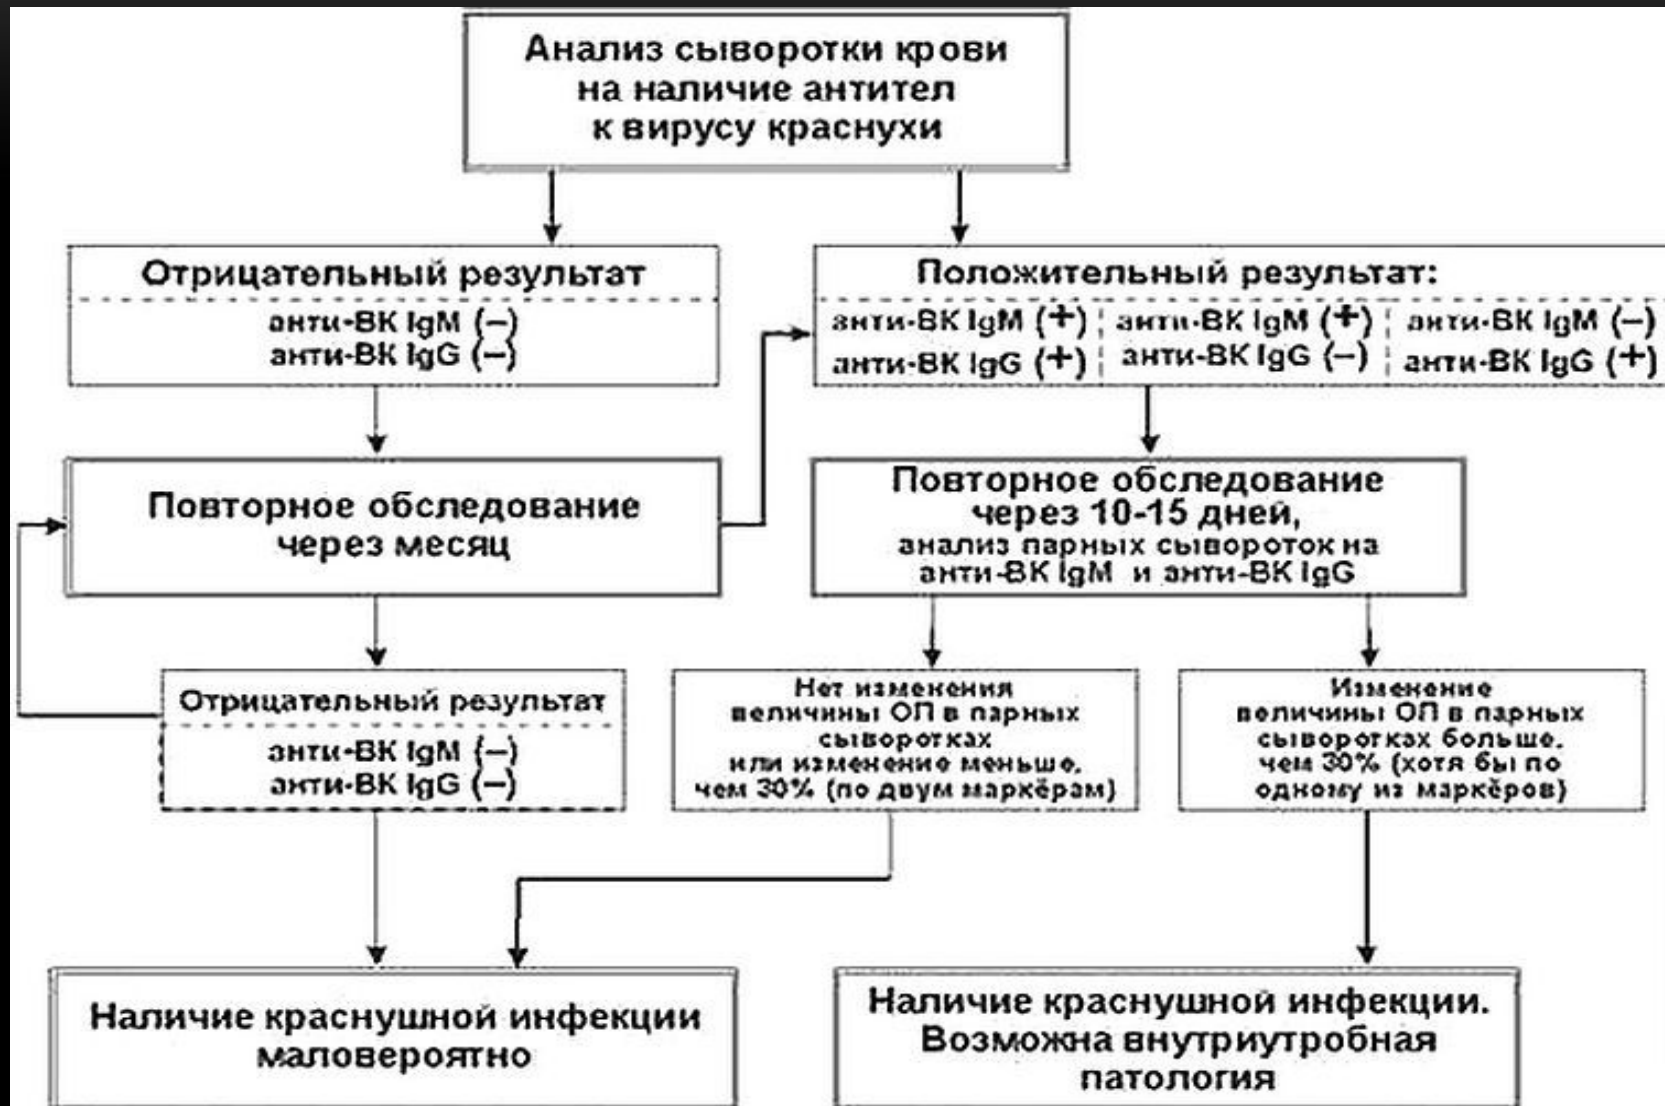 Анализ сыворотки крови
на наличие антител
к вирусу краснухи
Отрицательный результат
анти-ВК IgM (–)
анти-ВК IgG (–)
Положительный результат:
анти-ВК IgM (+)
анти-ВК IgG (+)
анти-ВК IgM (+)
анти-ВК IgG (–)
анти-ВК IgM (–)
анти-ВК IgG (+)
Повторное обследование
через месяц
Повторное обследование
через 10-15 дней,
анализ парных сывороток на
анти-ВК IgM и анти-ВК IgG
Отрицательный результат
анти-ВК IgM (–)
анти-ВК IgG (–)
Нет изменения
величины ОП в парных
сыворотках
или изменение меньше,
чем 30% (по двум маркёрам)
Изменение
величины ОП в парных
сыворотках больше,
чем 30% (хотя бы по
одному из маркёров)
Наличие краснушной инфекции
маловероятно
Наличие краснушной инфекции.
Возможна внутриутробная
патология